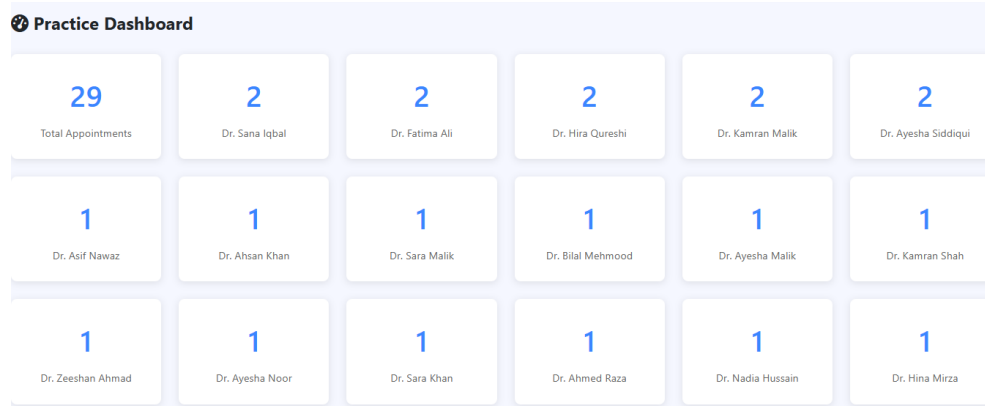 Practice Dashboard
29 2 2 2 2 2
Total Appointments Dr. Sana Iqbal Dr. Fatima Ali Dr. Hira Qureshi Dr. Kamran Malik Dr. Ayesha Siddiqui
1 1 1 1 1 1
Dr. Asif Nawaz Dr. Ahsan Khan Dr. Sara Malik Dr. Bilal Mehmood Dr. Ayesha Malik Dr. Kamran Shah
1 1 1 1 1 1
Dr. Zeeshan Ahmad Dr. Ayesha Noor Dr. Sara Khan Dr. Ahmed Raza Dr. Nadia Hussain Dr. Hina Mirza